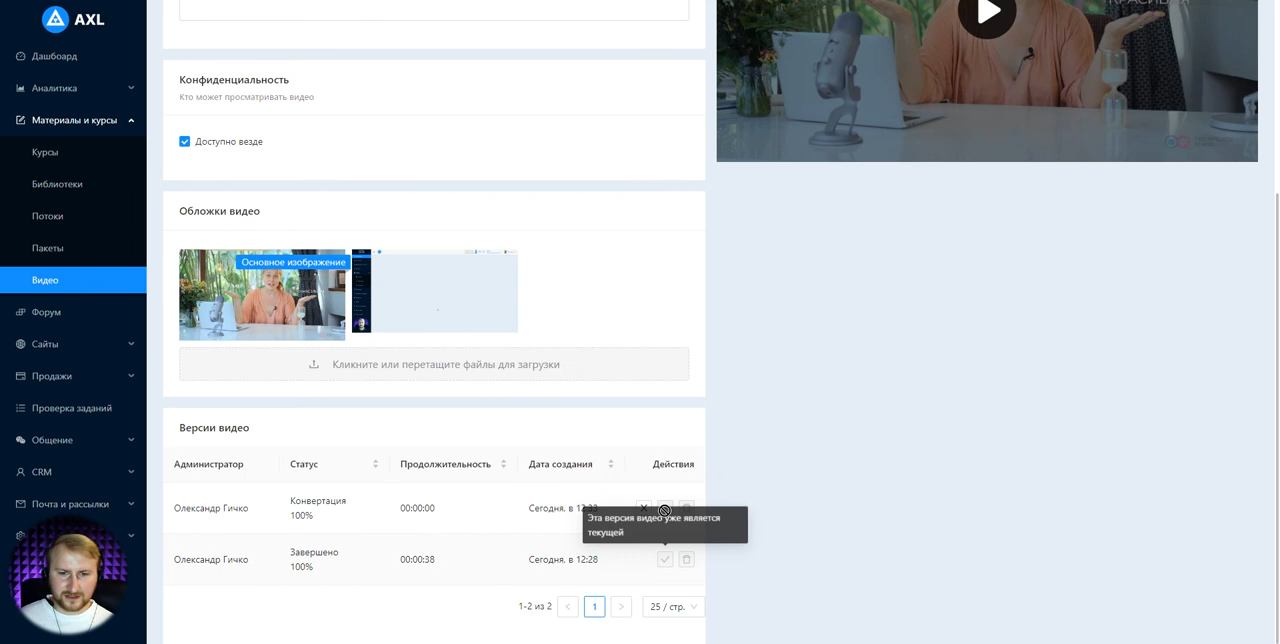 AXL
Дашбоард
Аналитика
Материалы и курсы
Курсы
Библиотеки
Потоки
Пакеты
Видео
Форум
Сайты
Продажи
Проверка заданий
Общение
CRM
Почта и рассылки
Конфиденциальность
Кто может просматривать видео
Доступно везде
Обложки видео
Основное изображение
Кликните или перетащите файлы для загрузки
Версии видео
Администратор Статус Продолжительность Дата создания Действия
Олександр Гичко Конвертация 100% 00:00:00 Сегодня, в 12:33
Эта версия видео уже является
текущей
Олександр Гичко Завершено 100% 00:00:38 Сегодня, в 12:28
1-2 из 2 < 1 > 25 / стр.